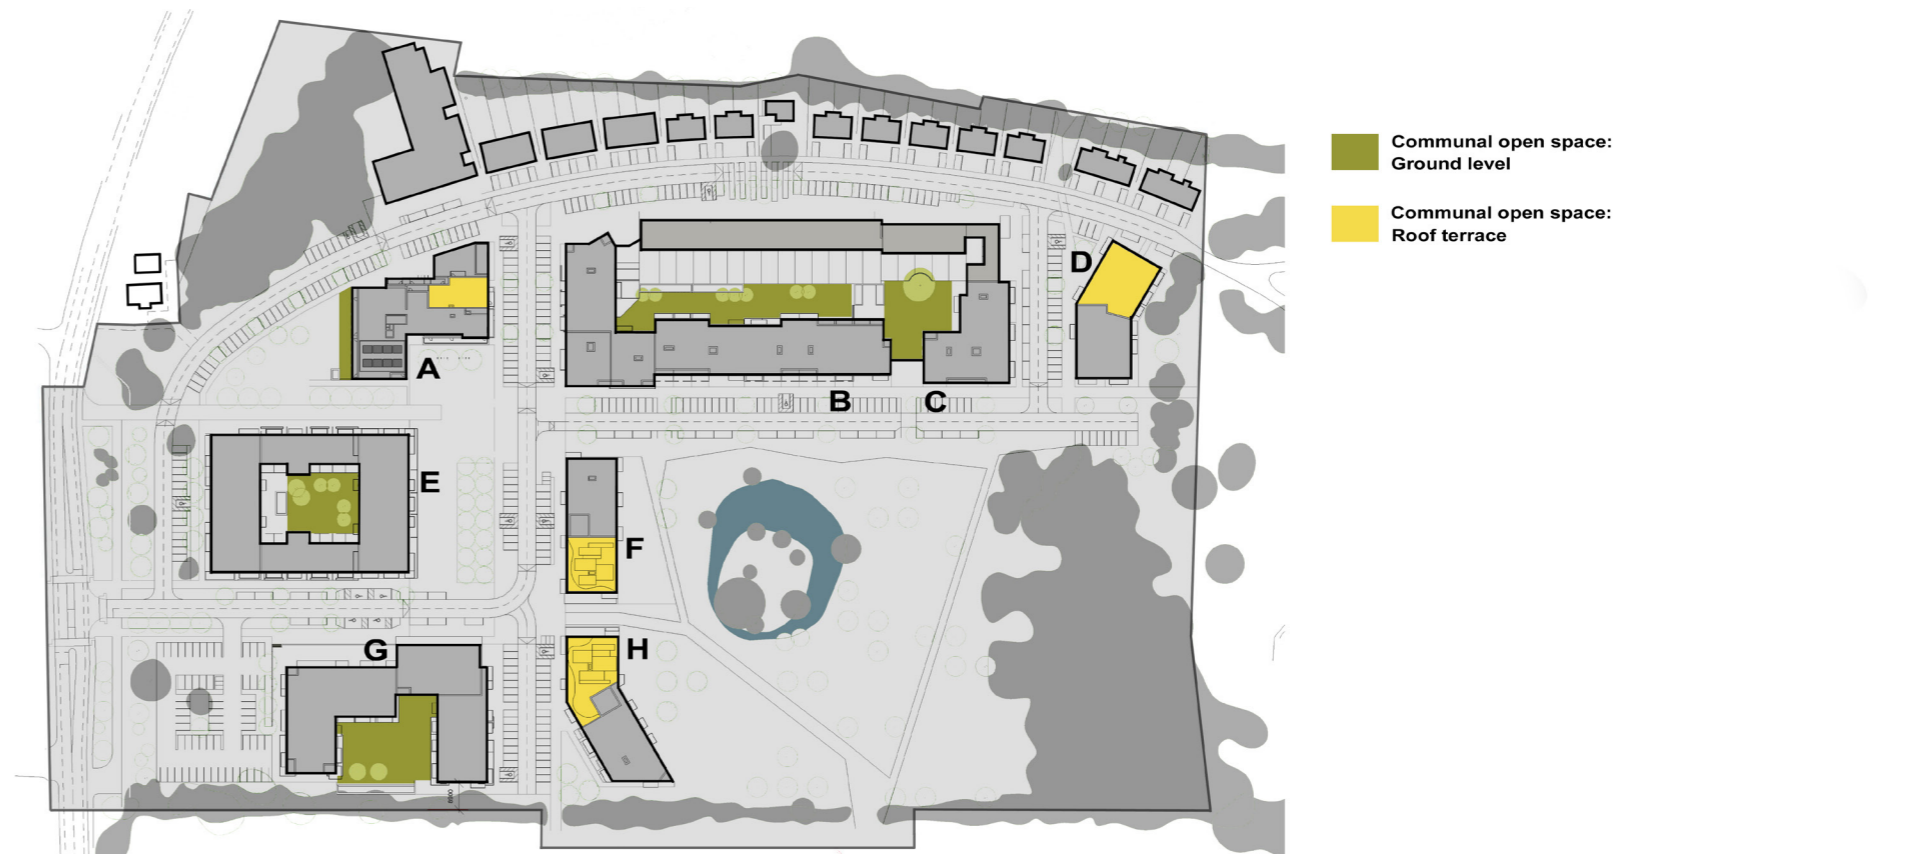 Communal open space:
Ground level
Communal open space:
Roof terrace
D
A
B
C
E
F
H
G